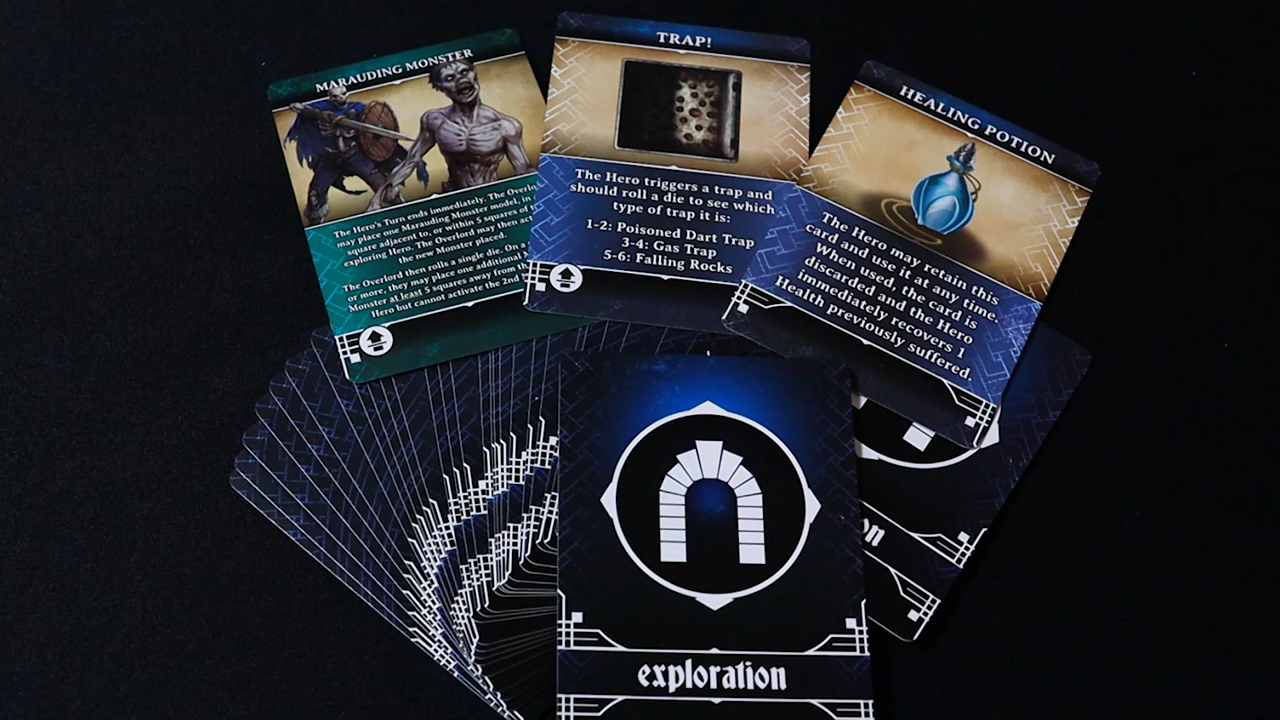 MARAUDING MONSTER
The Hero's Turn ends immediately. The
may place one Marauding Monster model, in
square adjacent to, or within 5 squares of
exploring Hero. The Overlord may then act
the new Monster placed.
The Overlord then rolls a single die. On a
or more, they may place one additional
Monster at least 5 squares away from
Hero but cannot activate the 2nd
TRAP!
The Hero triggers a trap and
should roll a die to see which
type of trap it is:
1-2: Poisoned Dart Trap
3-4: Gas Trap
5-6: Falling Rocks
HEALING POTION
The Hero may retain this
card and use it at any time.
When used, the card is
discarded and the Hero
immediately recovers 1
Health previously suffered.
exploration